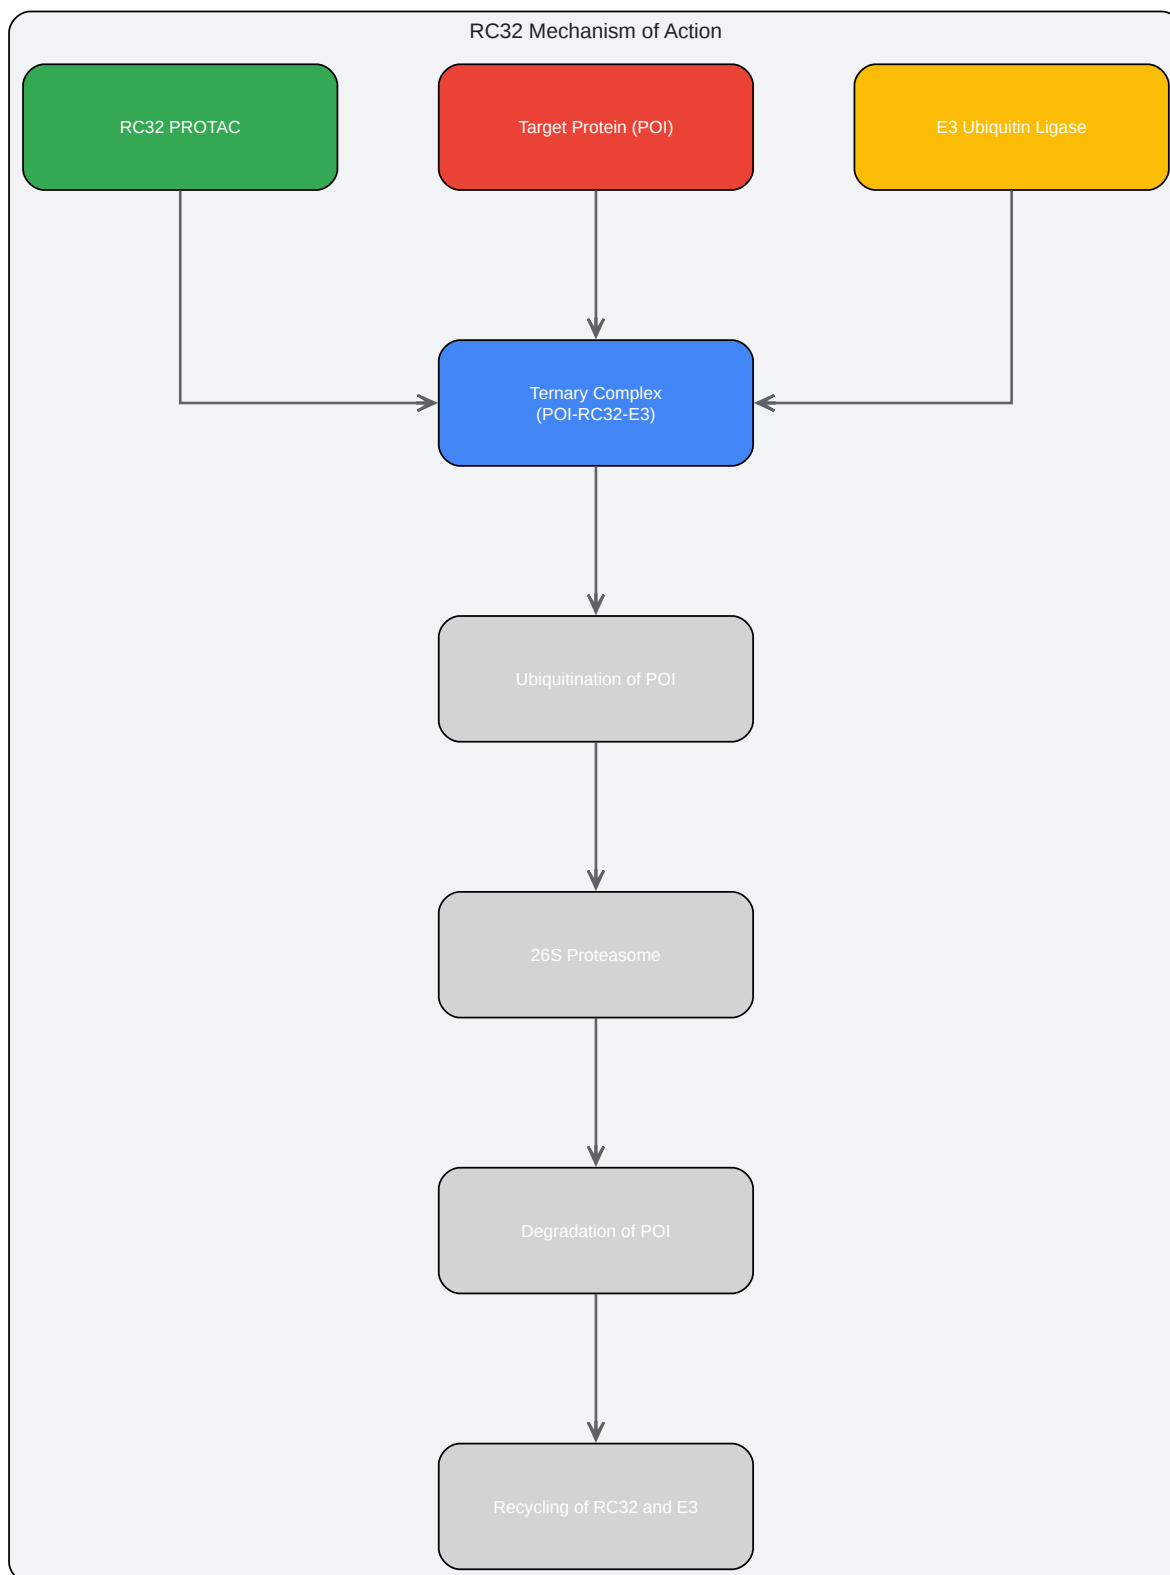 RC32 Mechanism of Action
RC32 PROTAC
Target Protein (POI)
E3 Ubiquitin Ligase
Ternary Complex
(POI-RC32-E3)
Ubiquitination of POI
26S Proteasome
Degradation of POI
Recycling of RC32 and E3